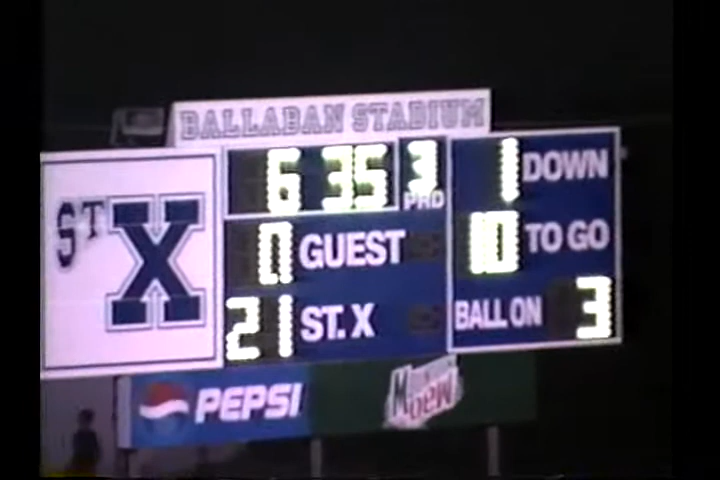 BALLABAN STADIUM
ST X
6 35 3 PRD
0 GUEST
21 ST. X
1 DOWN
10 TO GO
BALL ON 3
PEPSI
Mountain Dew